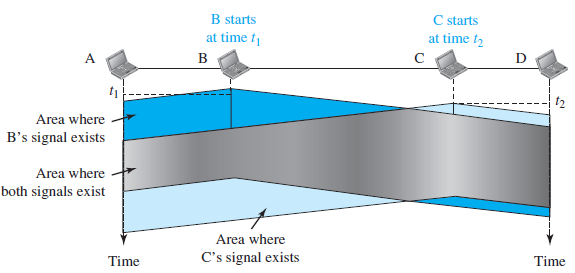 B starts
at time t₁
C starts
at time t₂
A
B
C
D
t₁
t₂
Area where
B's signal exists
Area where
both signals exist
Area where
C's signal exists
Time
Time